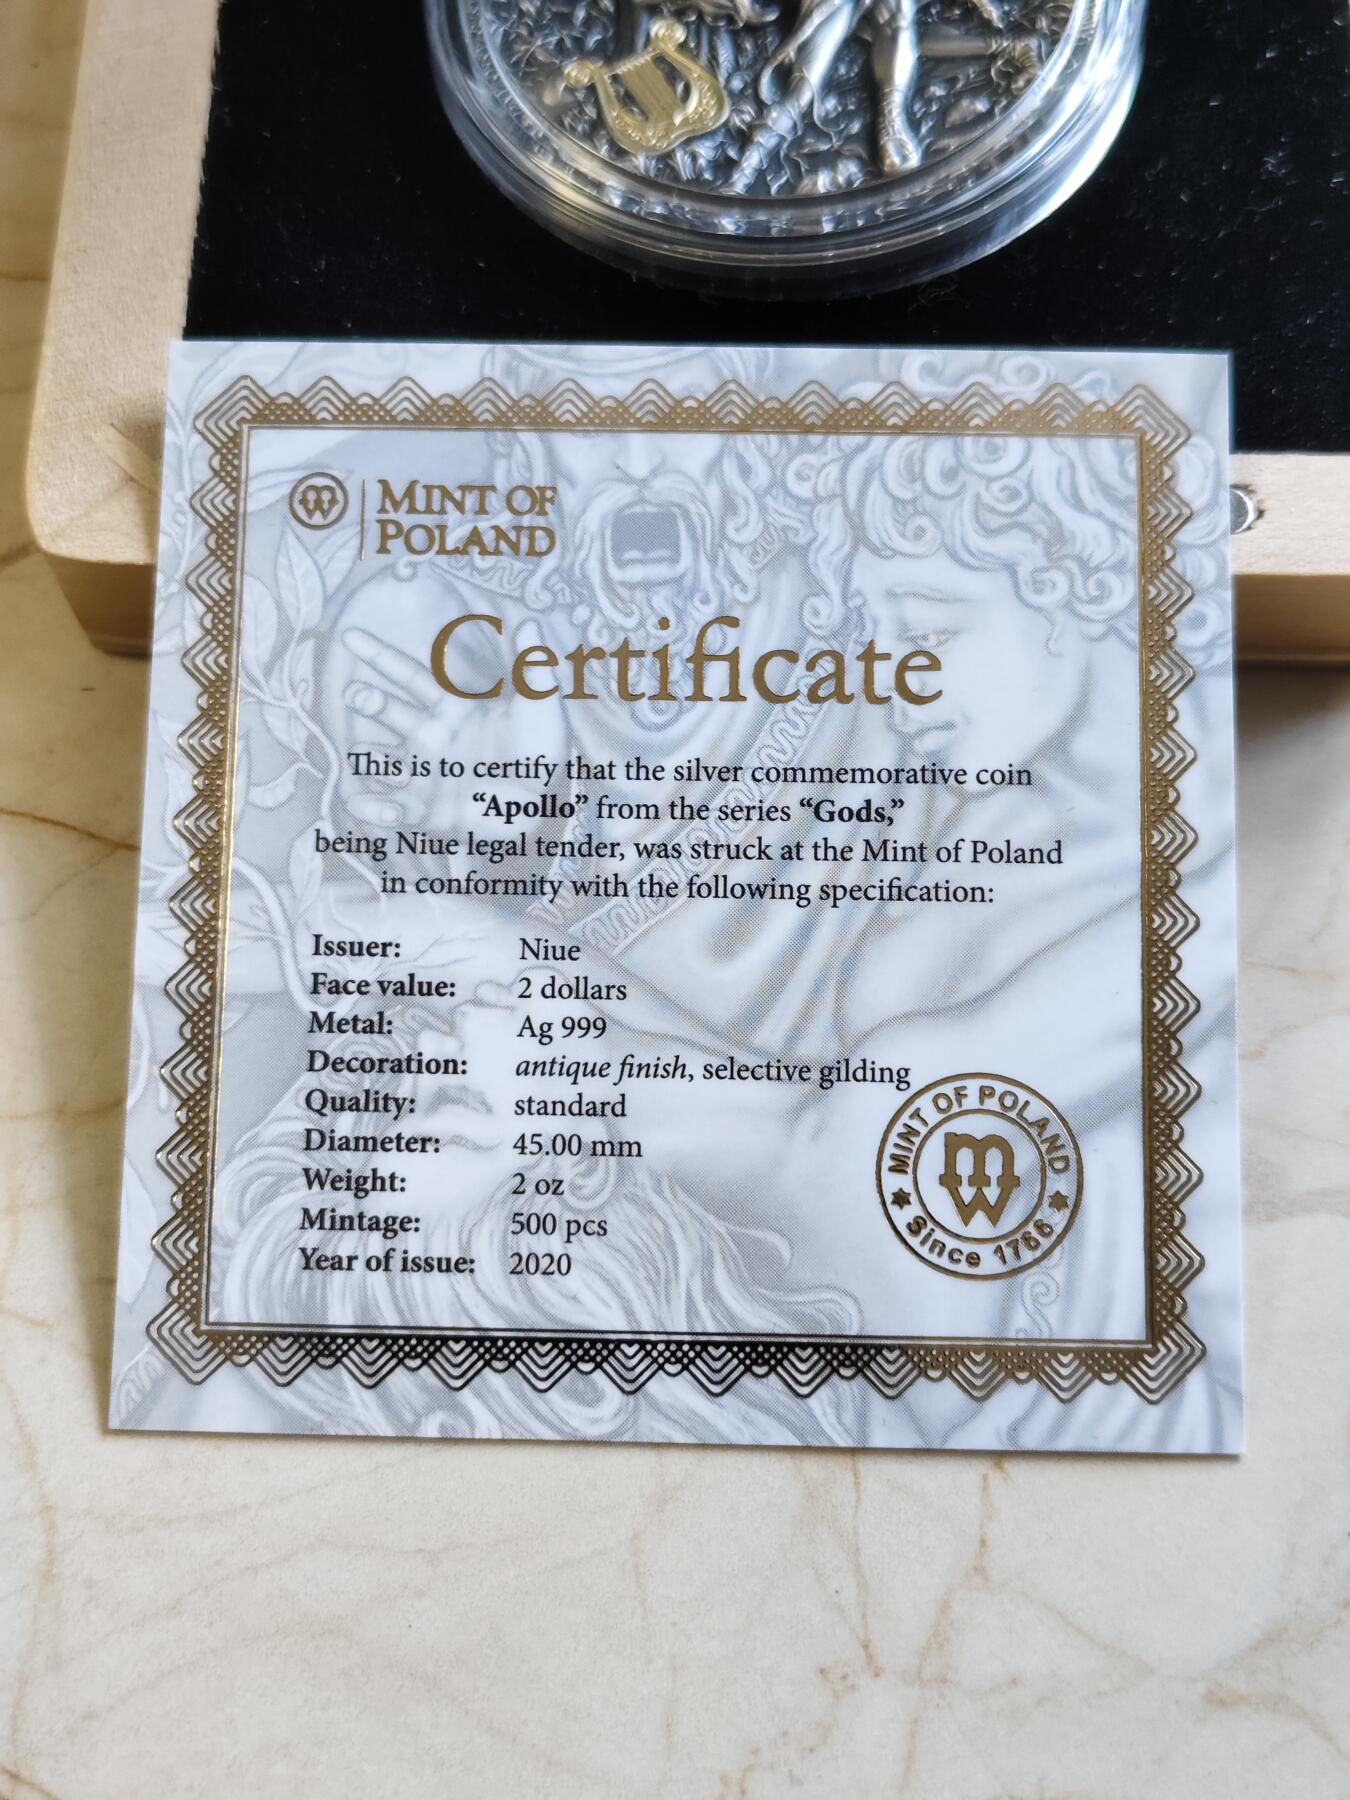 MINT OF
POLAND
Certificate
This is to certify that the silver commemorative coin
“Apollo” from the series “Gods,”
being Niue legal tender, was struck at the Mint of Poland
in conformity with the following specification:
Issuer: Niue
Face value: 2 dollars
Metal: Ag 999
Decoration: antique finish, selective gilding
Quality: standard
Diameter: 45.00 mm
Weight: 2 oz
Mintage: 500 pcs
Year of issue: 2020
MINT OF POLAND
Since 1766